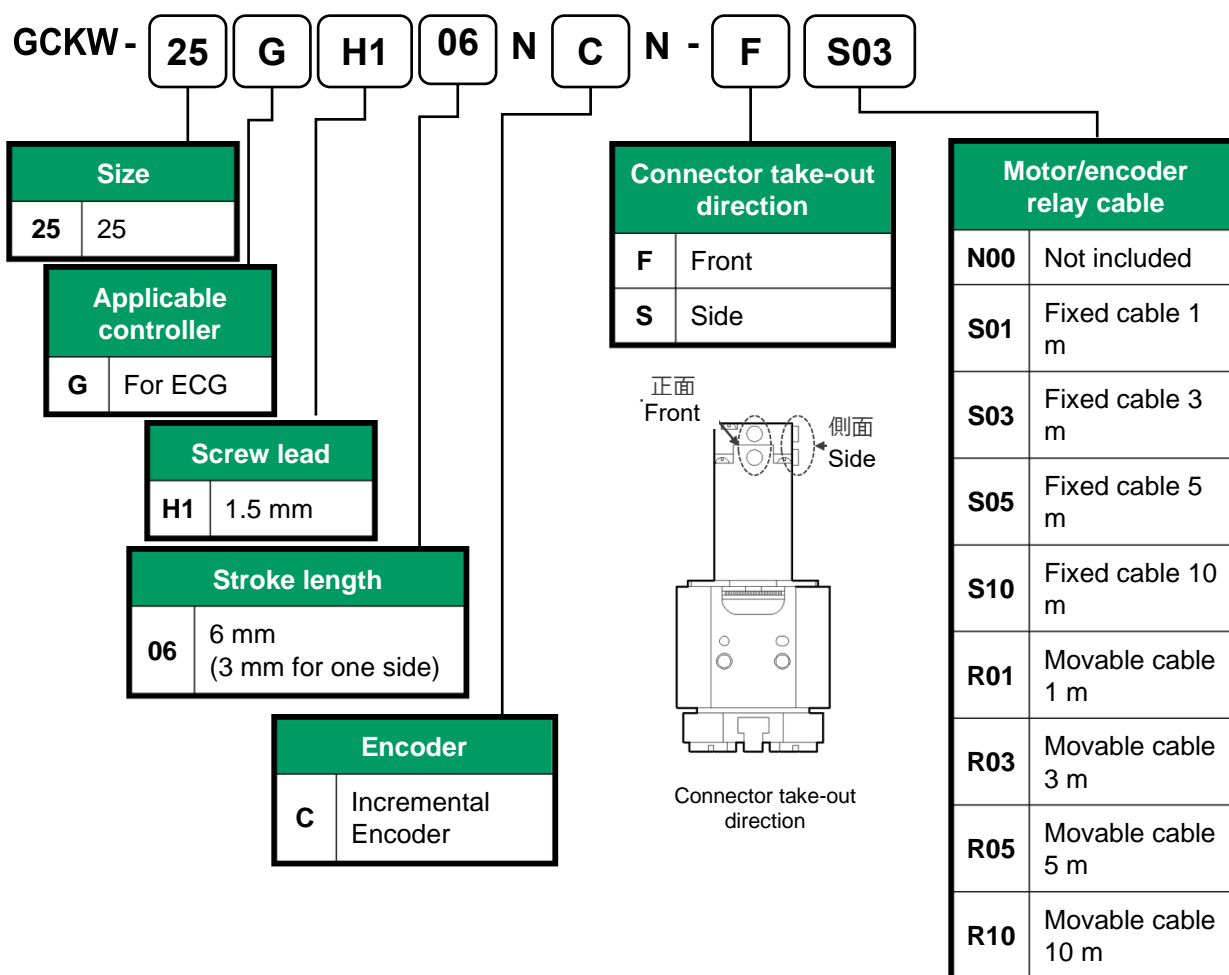 GCKW - 25 G H1 06 N C N - F S03
Size
25 25
Applicable
controller
G For ECG
Screw lead
H1 1.5 mm
Stroke length
06 6 mm
(3 mm for one side)
Encoder
C Incremental
Encoder
Connector take-out
direction
F Front
S Side
正面
Front
側面
Side
Connector take-out
direction
Motor/encoder
relay cable
N00 Not included
S01 Fixed cable 1
m
S03 Fixed cable 3
m
S05 Fixed cable 5
m
S10 Fixed cable 10
m
R01 Movable cable
1 m
R03 Movable cable
3 m
R05 Movable cable
5 m
R10 Movable cable
10 m